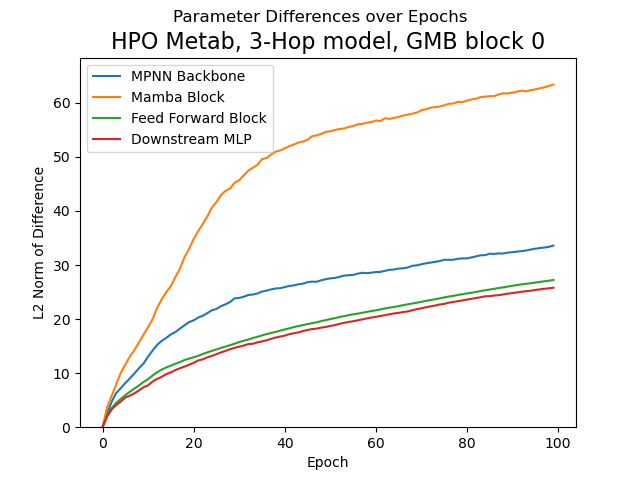 Parameter Differences over Epochs
HPO Metab, 3-Hop model, GMB block 0
MPNN Backbone
Mamba Block
Feed Forward Block
Downstream MLP
L2 Norm of Difference
60
50
40
30
20
10
0
0 20 40 60 80 100
Epoch